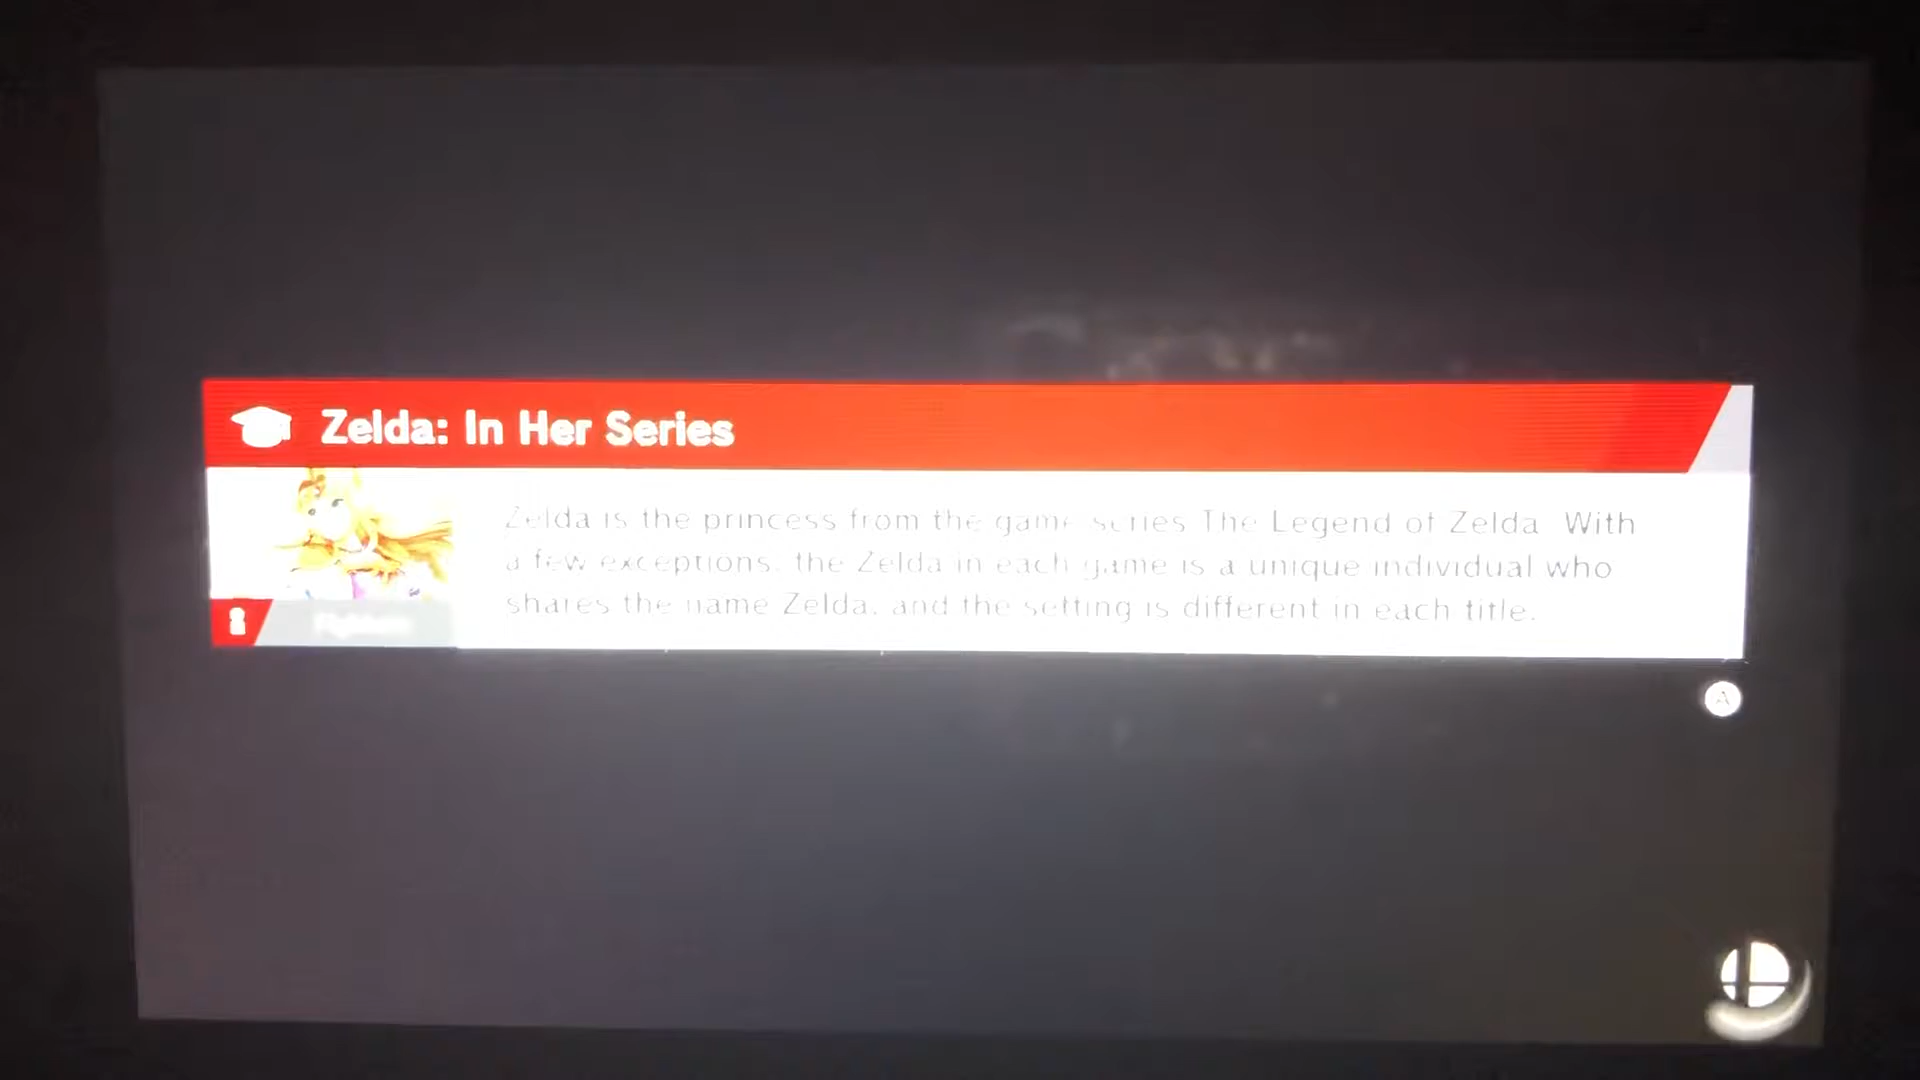 Zelda: In Her Series
Zelda is the princess from the game series The Legend of Zelda. With
a few exceptions, the Zelda in each game is a unique individual who
shares the name Zelda, and the setting is different in each title.
Fighters
A